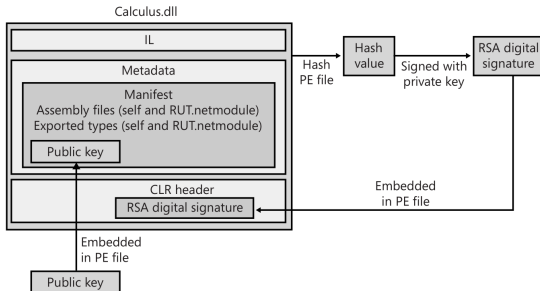 Calculus.dll
IL
Metadata
Manifest
Assembly files (self and RUT.netmodule)
Exported types (self and RUT.netmodule)
Public key
CLR header
RSA digital signature
Hash
PE file
Hash
value
Signed with
private key
RSA digital
signature
Embedded
in PE file
Embedded
in PE file
Public key